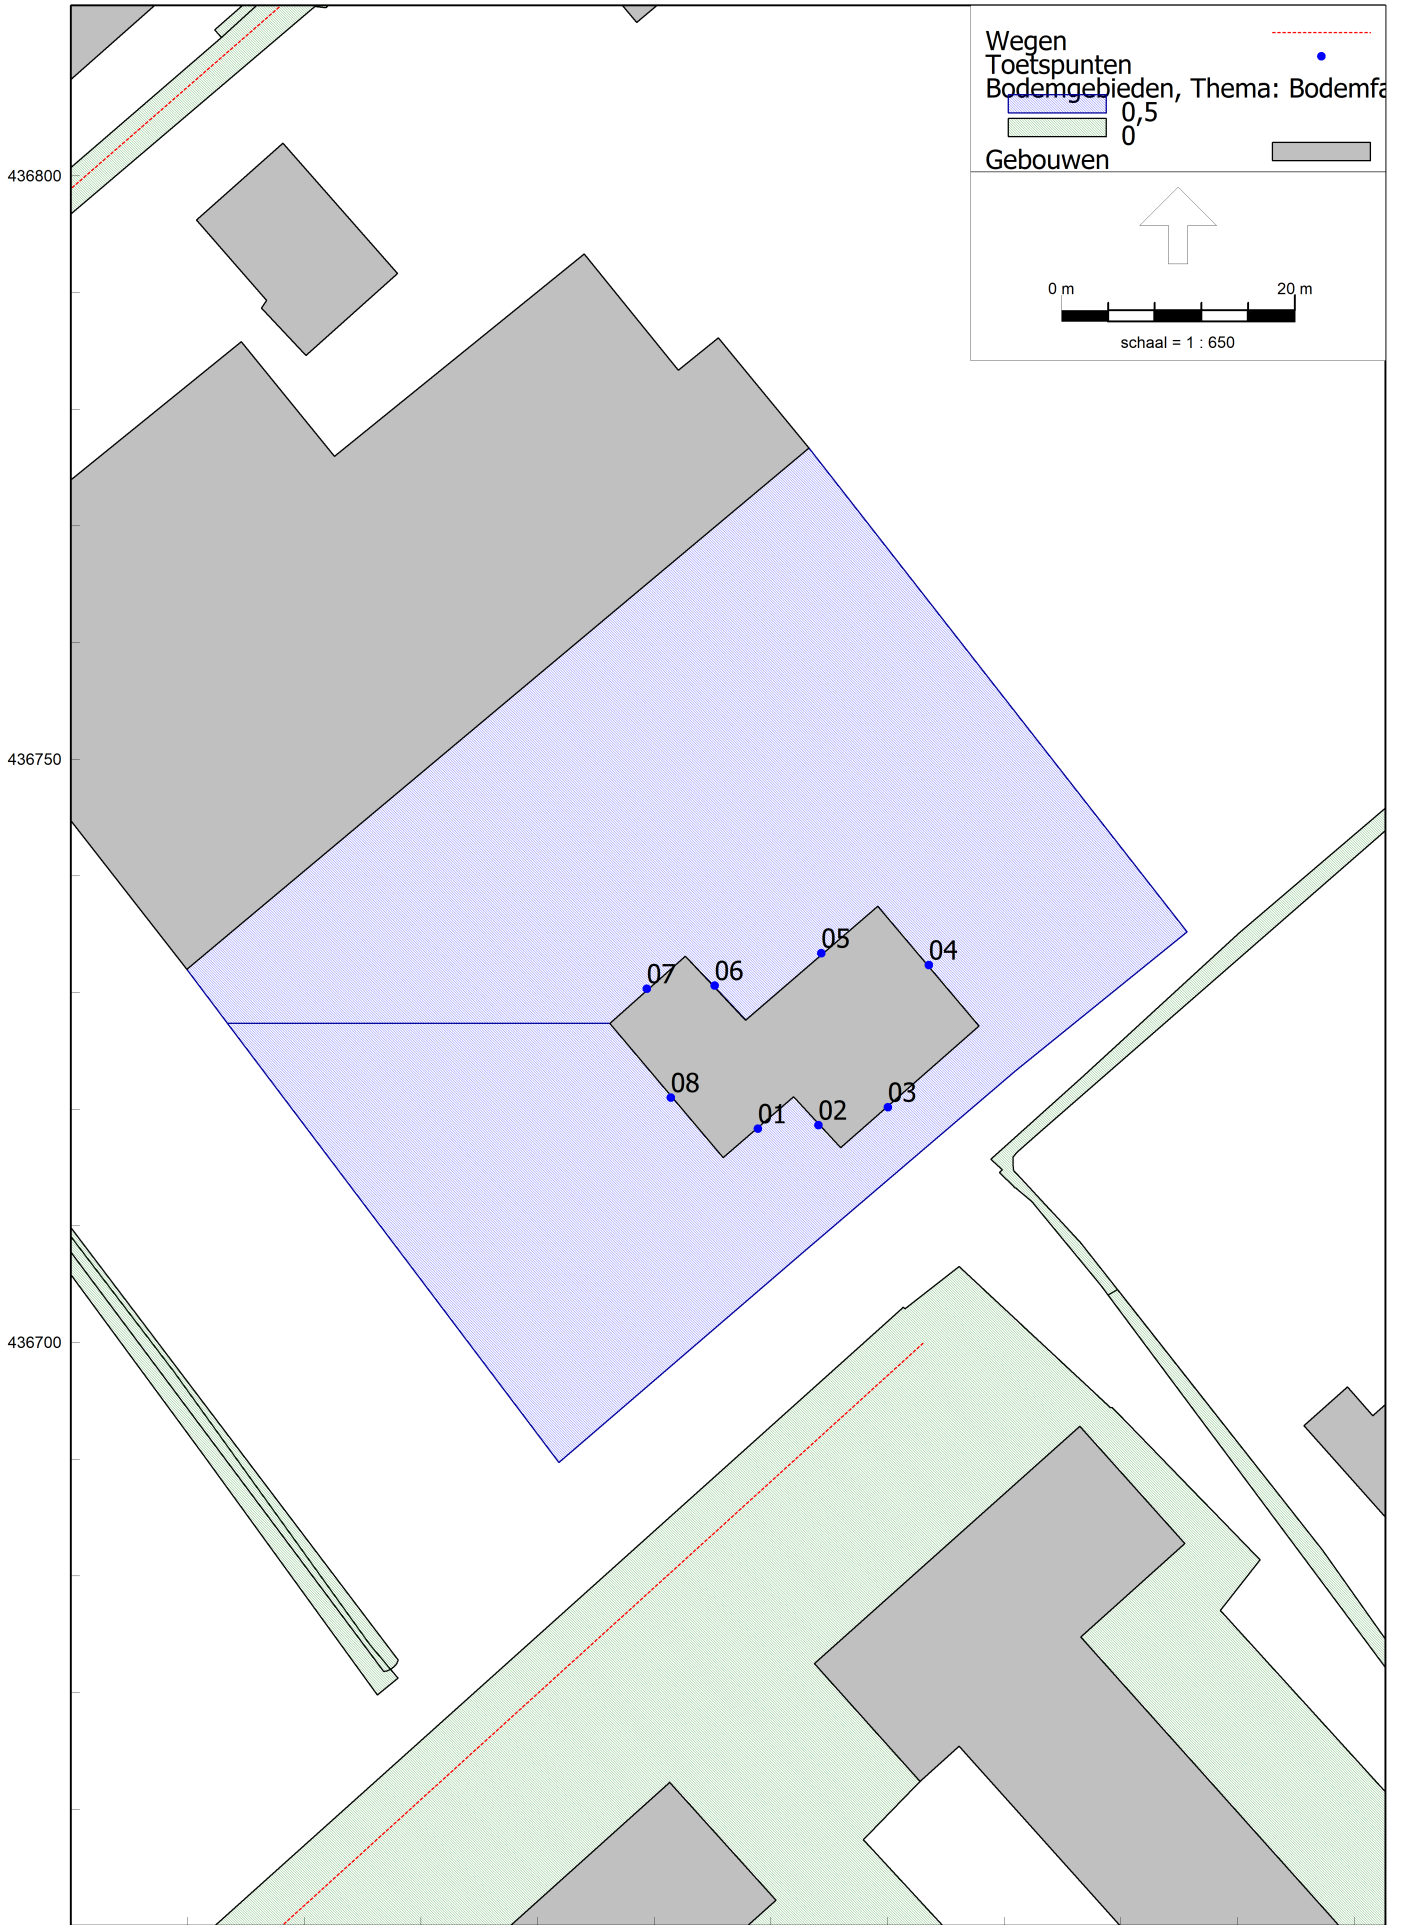 Wegen
Toetspunten
Bodemgebieden, Thema: Bodemfa
0,5
0
Gebouwen
0 m 20 m
schaal = 1 : 650
436800
436750
436700
05
04
07 06
08
03
01 02